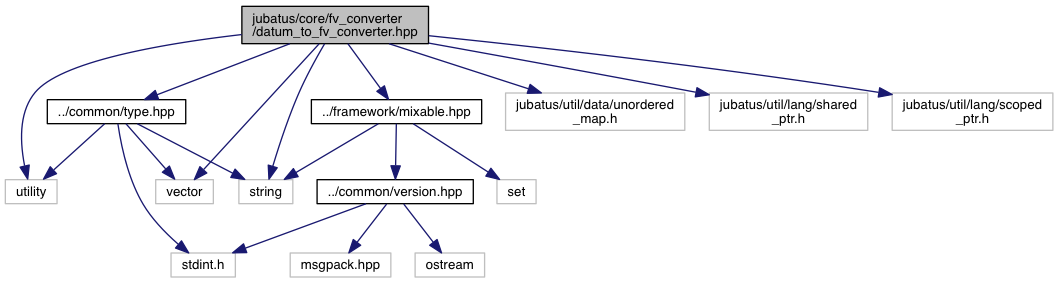 jubatus/core/fv_converter
/datum_to_fv_converter.hpp
../common/type.hpp
../framework/mixable.hpp
jubatus/util/data/unordered
_map.h
jubatus/util/lang/shared
_ptr.h
jubatus/util/lang/scoped
_ptr.h
utility
vector
string
../common/version.hpp
set
stdint.h
msgpack.hpp
ostream